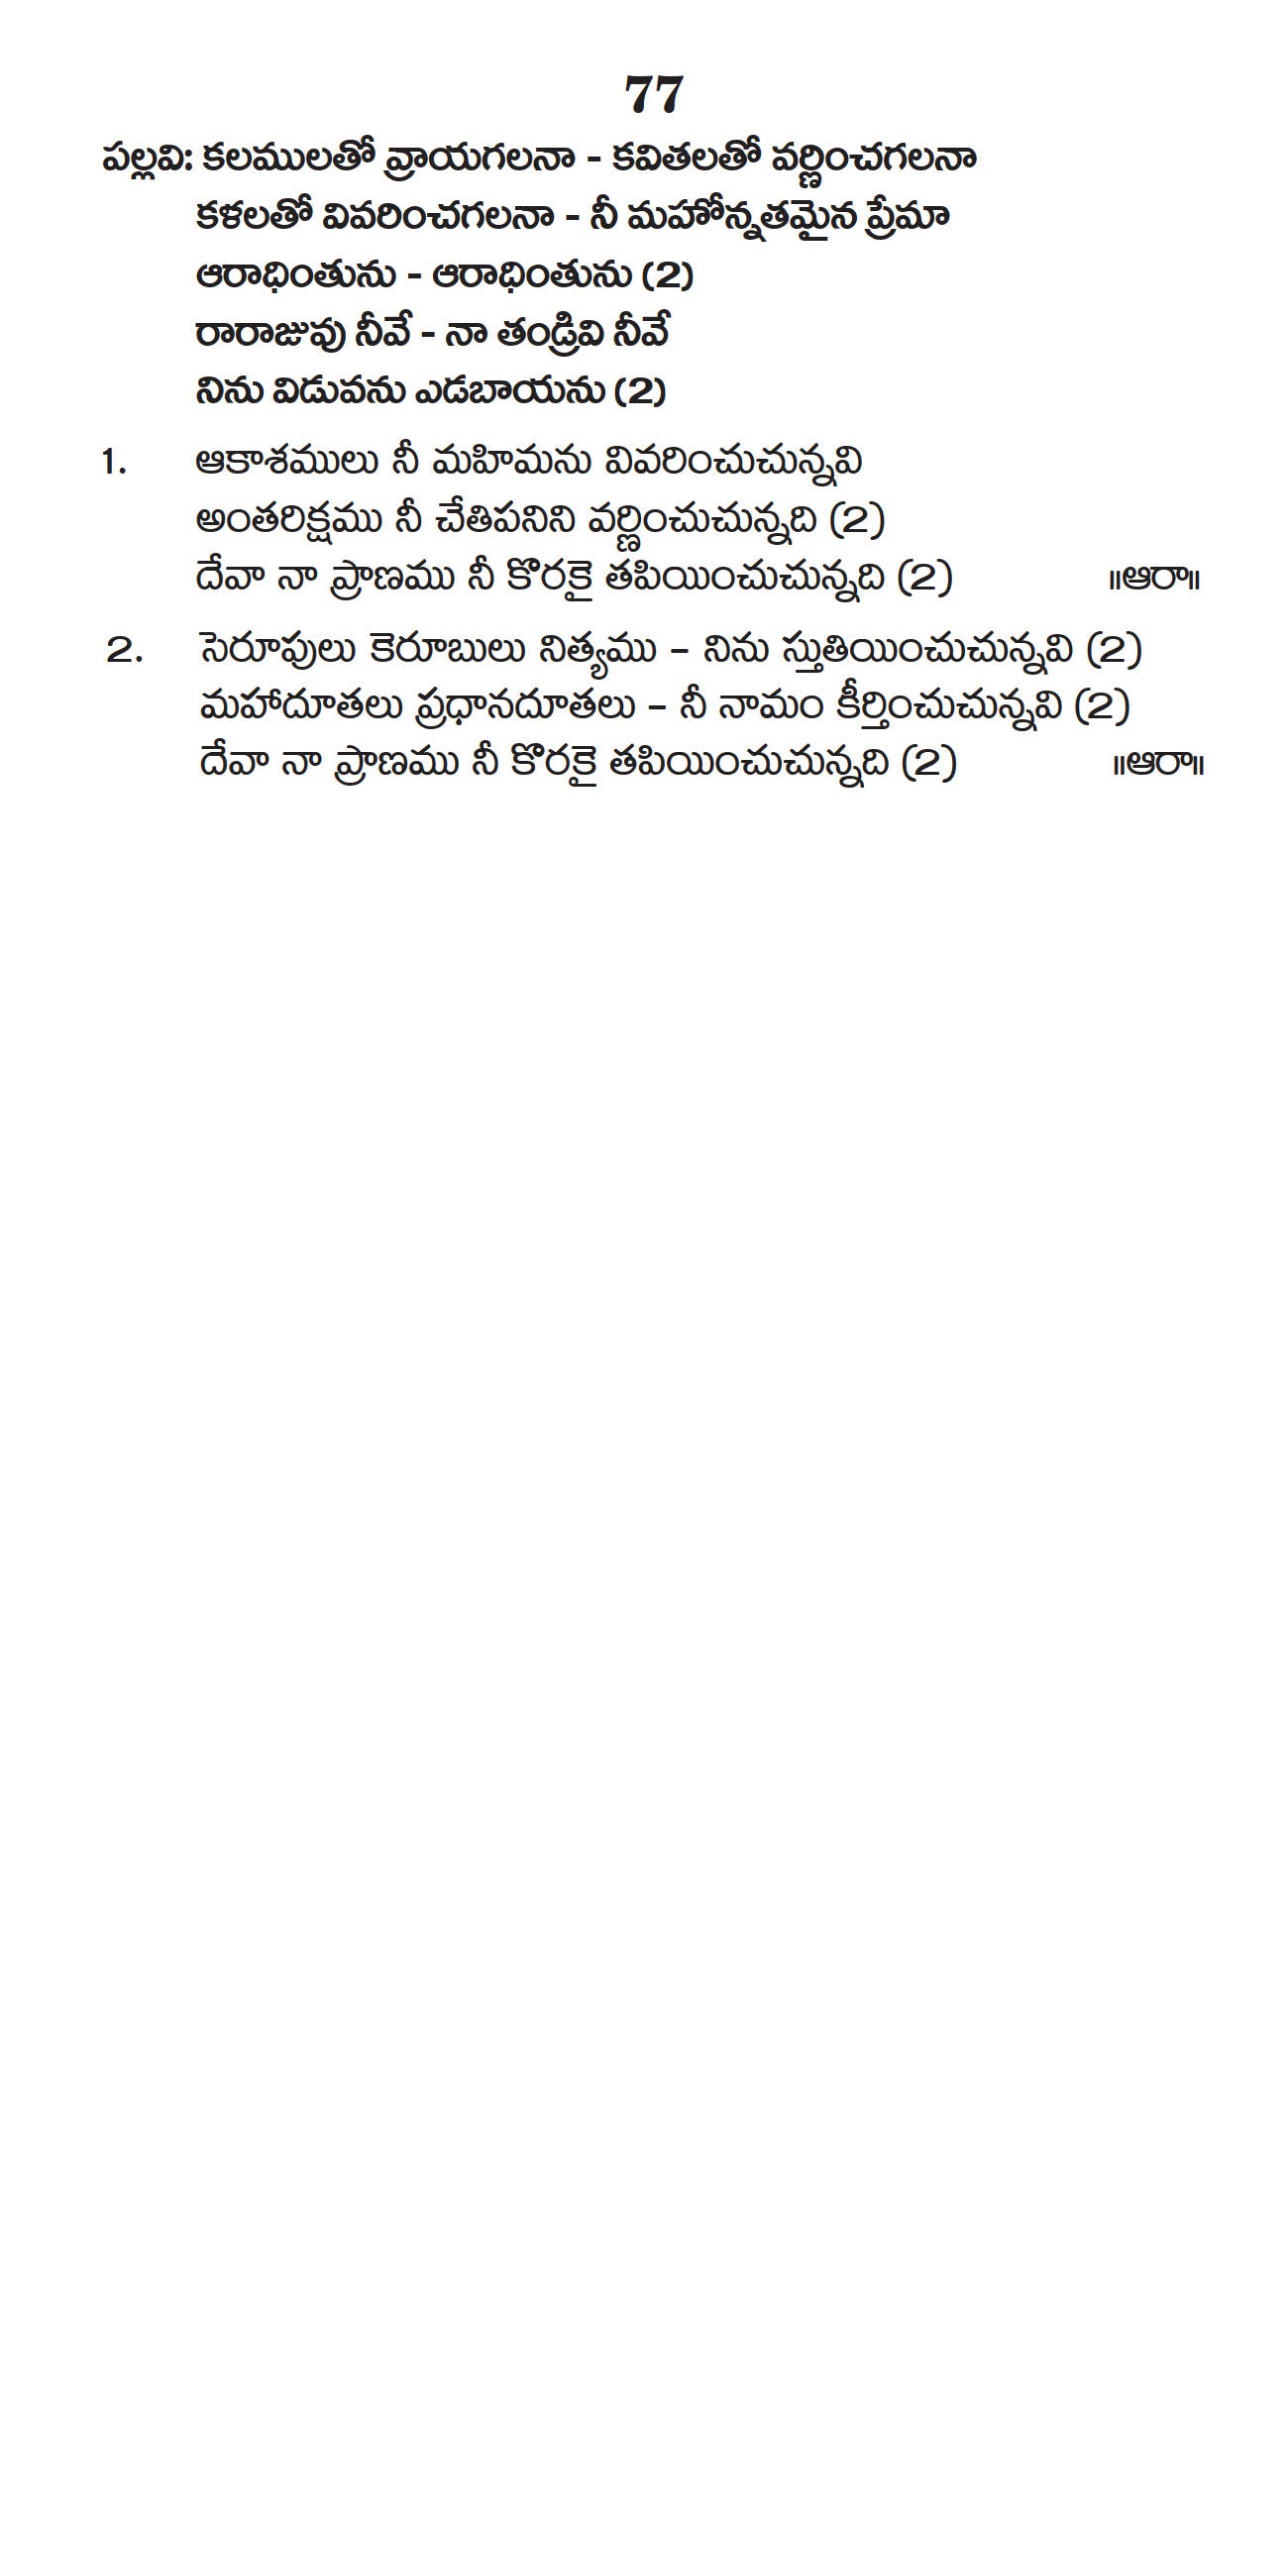 77
పల్లవి: కలములతో వ్రాయగలనా - కవితలతో వర్ణించగలనా
కళలతో వివరించగలనా - నీ మహోన్నతమైన ప్రేమా
ఆరాధింతును - ఆరాధింతును (2)
రారాజువు నీవే - నా తండ్రివి నీవే
నిను విడువను ఎడబాయను (2)
1. ఆకాశములు నీ మహిమను వివరించుచున్నవి
అంతరిక్షము నీ చేతిపనిని వర్ణించుచున్నది (2)
దేవా నా ప్రాణము నీ కొరకై తపియించుచున్నది (2) ॥ఆరా॥
2. సెరూపులు కెరూబులు నిత్యము – నిను స్తుతియించుచున్నవి (2)
మహాదూతలు ప్రధానదూతలు – నీ నామం కీర్తించుచున్నవి (2)
దేవా నా ప్రాణము నీ కొరకై తపియించుచున్నది (2) ॥ఆరా॥